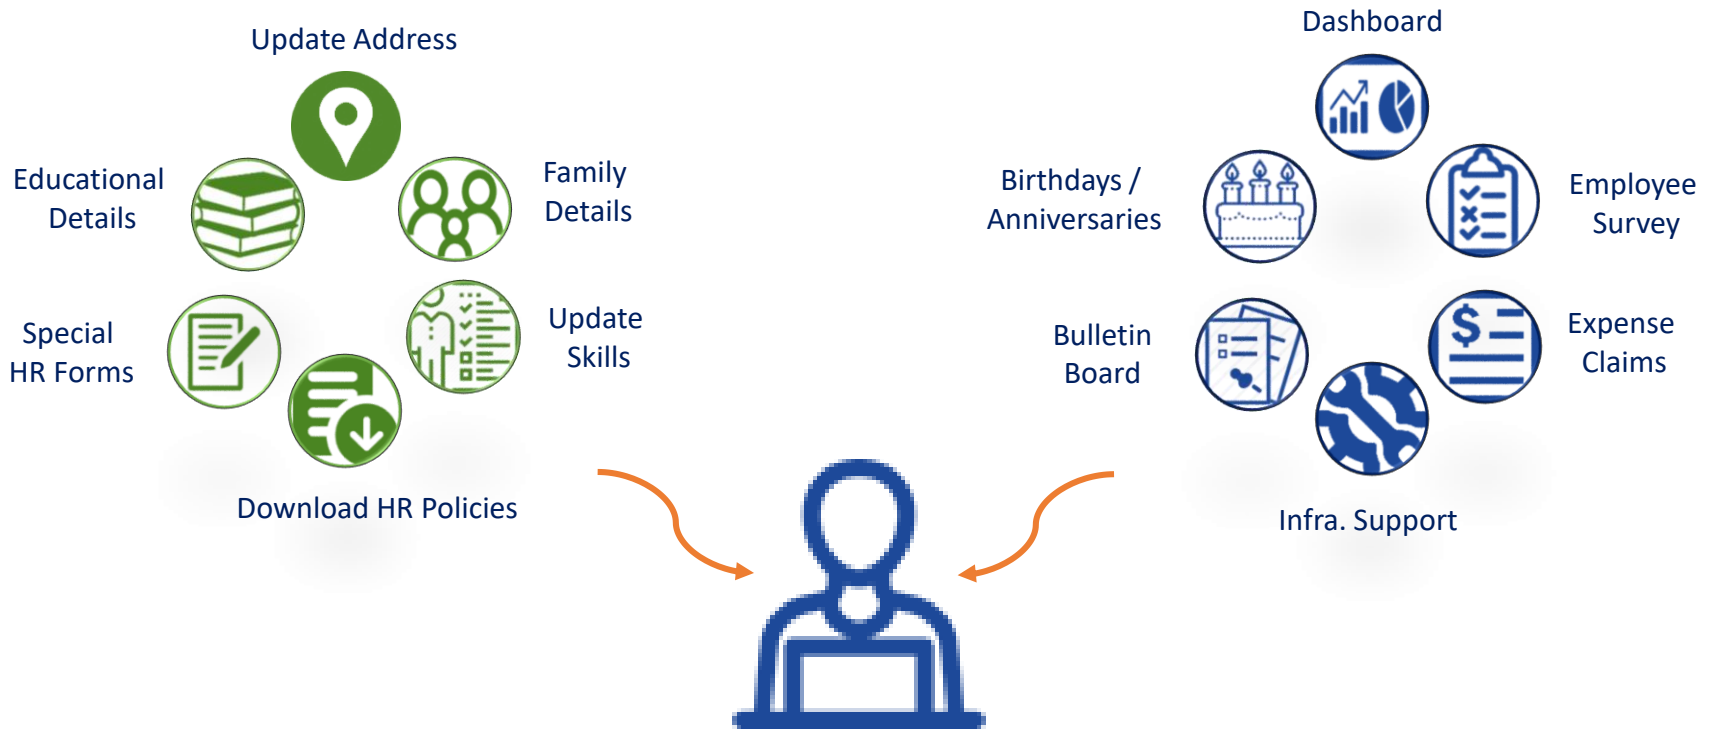 Update Address
Educational
Details
Family
Details
Special
HR Forms
Update
Skills
Download HR Policies
Dashboard
Birthdays /
Anniversaries
Employee
Survey
Bulletin
Board
Expense
Claims
Infra. Support
$